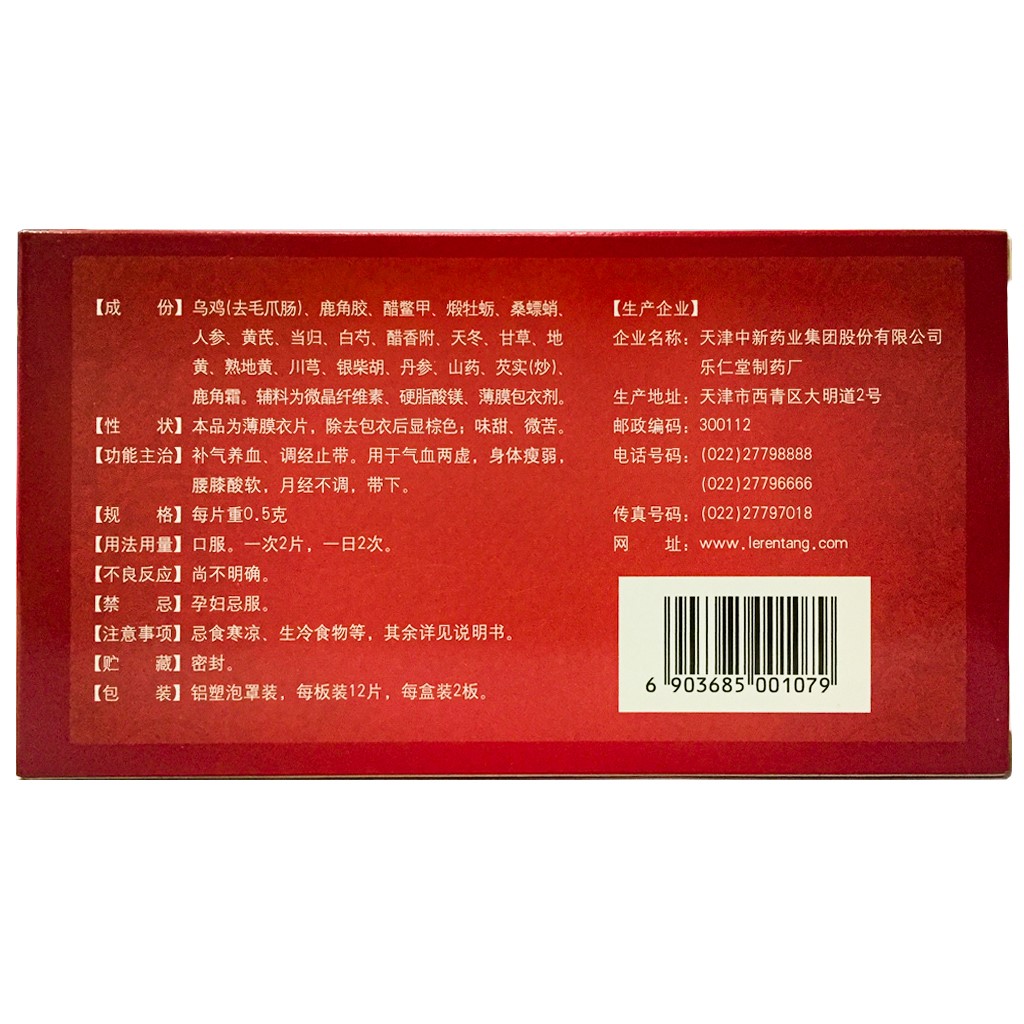 【成　份】乌鸡(去毛爪肠)、鹿角胶、醋鳖甲、煅牡蛎、桑螵蛸、
人参、黄芪、当归、白芍、醋香附、天冬、甘草、地
黄、熟地黄、川芎、银柴胡、丹参、山药、芡实(炒)、
鹿角霜。辅料为微晶纤维素、硬脂酸镁、薄膜包衣剂。
【性　状】本品为薄膜衣片，除去包衣后显棕色；味甜、微苦。
【功能主治】补气养血、调经止带。用于气血两虚，身体瘦弱，
腰膝酸软，月经不调，带下。
【规　格】每片重0.5克
【用法用量】口服。一次2片，一日2次。
【不良反应】尚不明确。
【禁　忌】孕妇忌服。
【注意事项】忌食寒凉、生冷食物等，其余详见说明书。
【贮　藏】密封。
【包　装】铝塑泡罩装，每板装12片，每盒装2板。
【生产企业】
企业名称：天津中新药业集团股份有限公司
乐仁堂制药厂
生产地址：天津市西青区大明道2号
邮政编码：300112
电话号码：(022)27798888
(022)27796666
传真号码：(022)27797018
网　址：www.lerentang.com
6 903685 001079